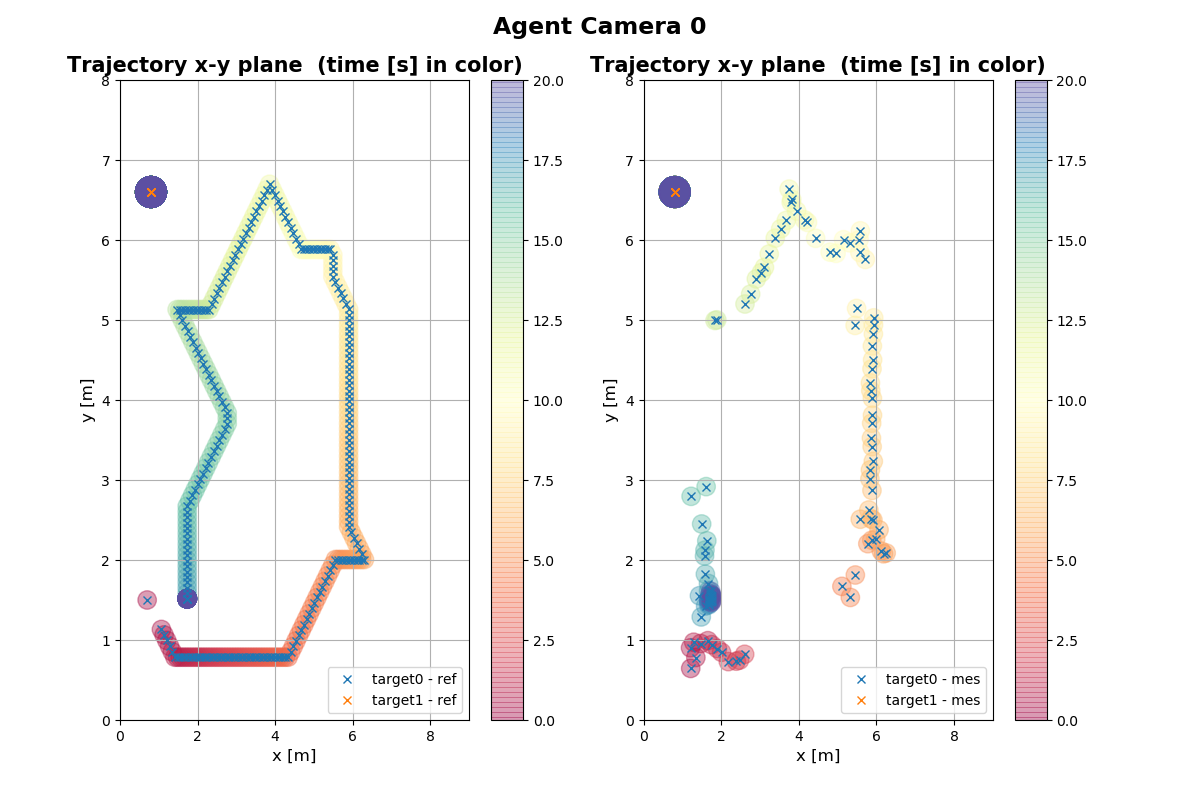 Agent Camera 0
Trajectory x-y plane  (time [s] in color)
8
7
6
5
4
3
2
1
0
y [m]
0 2 4 6 8
x [m]
target0 - ref
target1 - ref
20.0
17.5
15.0
12.5
10.0
7.5
5.0
2.5
0.0
Trajectory x-y plane  (time [s] in color)
8
7
6
5
4
3
2
1
0
y [m]
0 2 4 6 8
x [m]
target0 - mes
target1 - mes
20.0
17.5
15.0
12.5
10.0
7.5
5.0
2.5
0.0